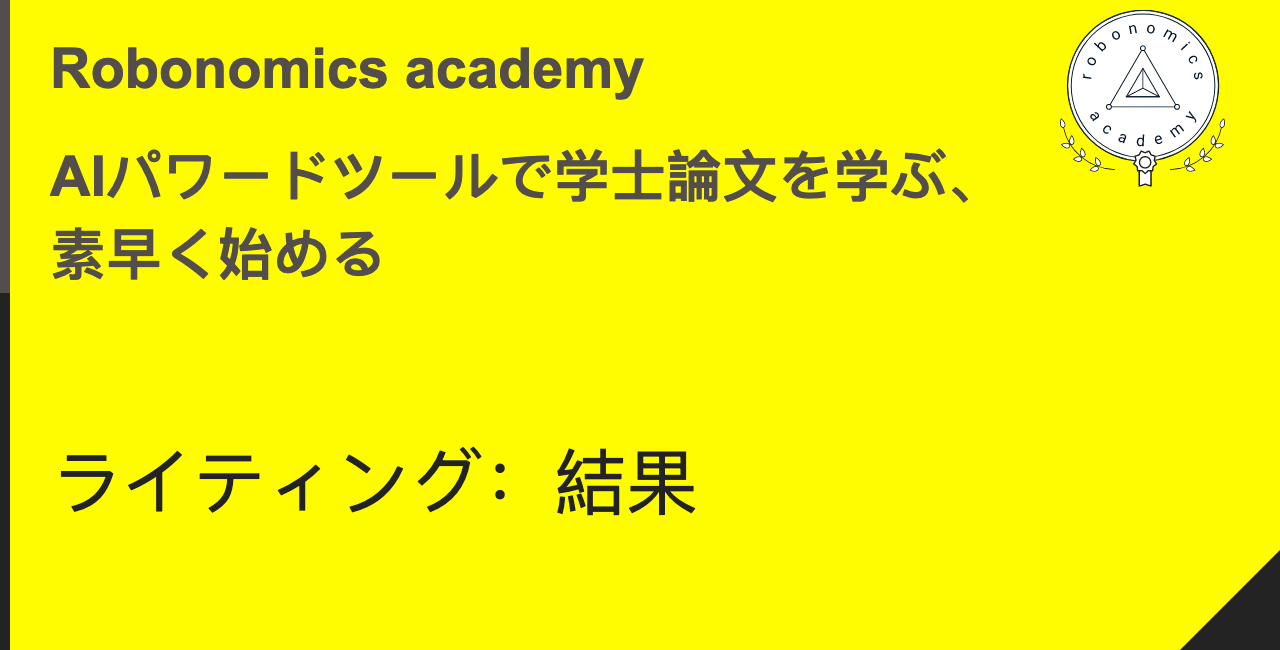 Robonomics academy
robonomics
academy
AIパワードツールで学士論文を学ぶ、
素早く始める
ライティング：結果